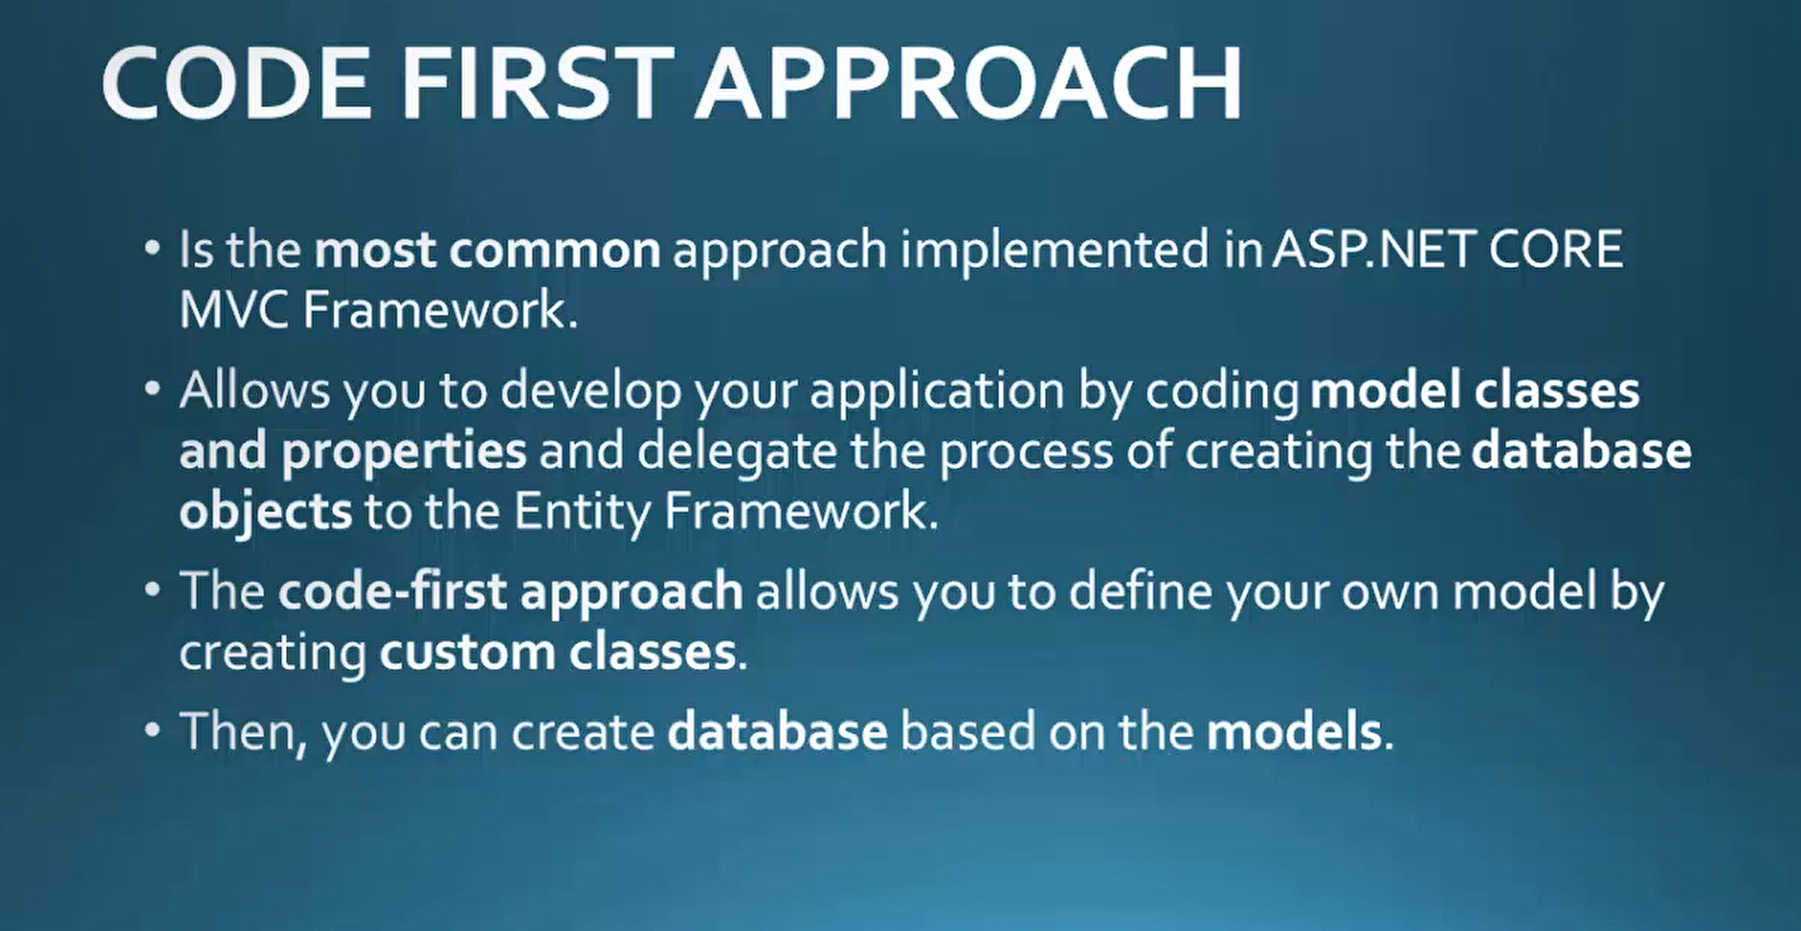 CODE FIRST APPROACH
• Is the most common approach implemented in ASP.NET CORE
MVC Framework.
• Allows you to develop your application by coding model classes
and properties and delegate the process of creating the database
objects to the Entity Framework.
• The code-first approach allows you to define your own model by
creating custom classes.
• Then, you can create database based on the models.